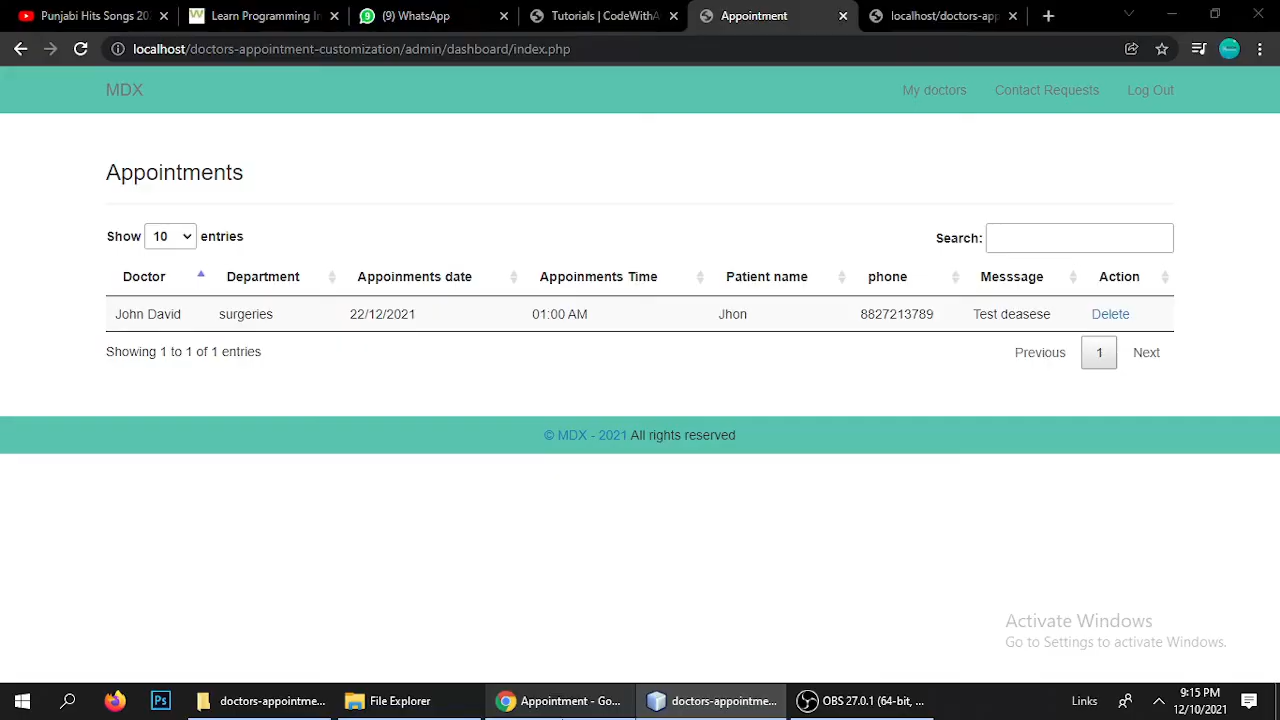 Punjabi Hits Songs 202
Learn Programming In
(9) WhatsApp
Tutorials | CodeWithA
Appointment
localhost/doctors-app
localhost/doctors-appointment-customization/admin/dashboard/index.php
MDX
My doctors
Contact Requests
Log Out
Appointments
Show 10 entries
Search:
Doctor Department Appoinments date Appoinments Time Patient name phone Messsage Action
John David surgeries 22/12/2021 01:00 AM Jhon 8827213789 Test deasese Delete
Showing 1 to 1 of 1 entries
Previous 1 Next
© MDX - 2021 All rights reserved
Activate Windows
Go to Settings to activate Windows.
Ps
doctors-appointme...
File Explorer
Appointment - Go...
doctors-appointme...
OBS 27.0.1 (64-bit, ...
Links
9:15 PM
12/10/2021